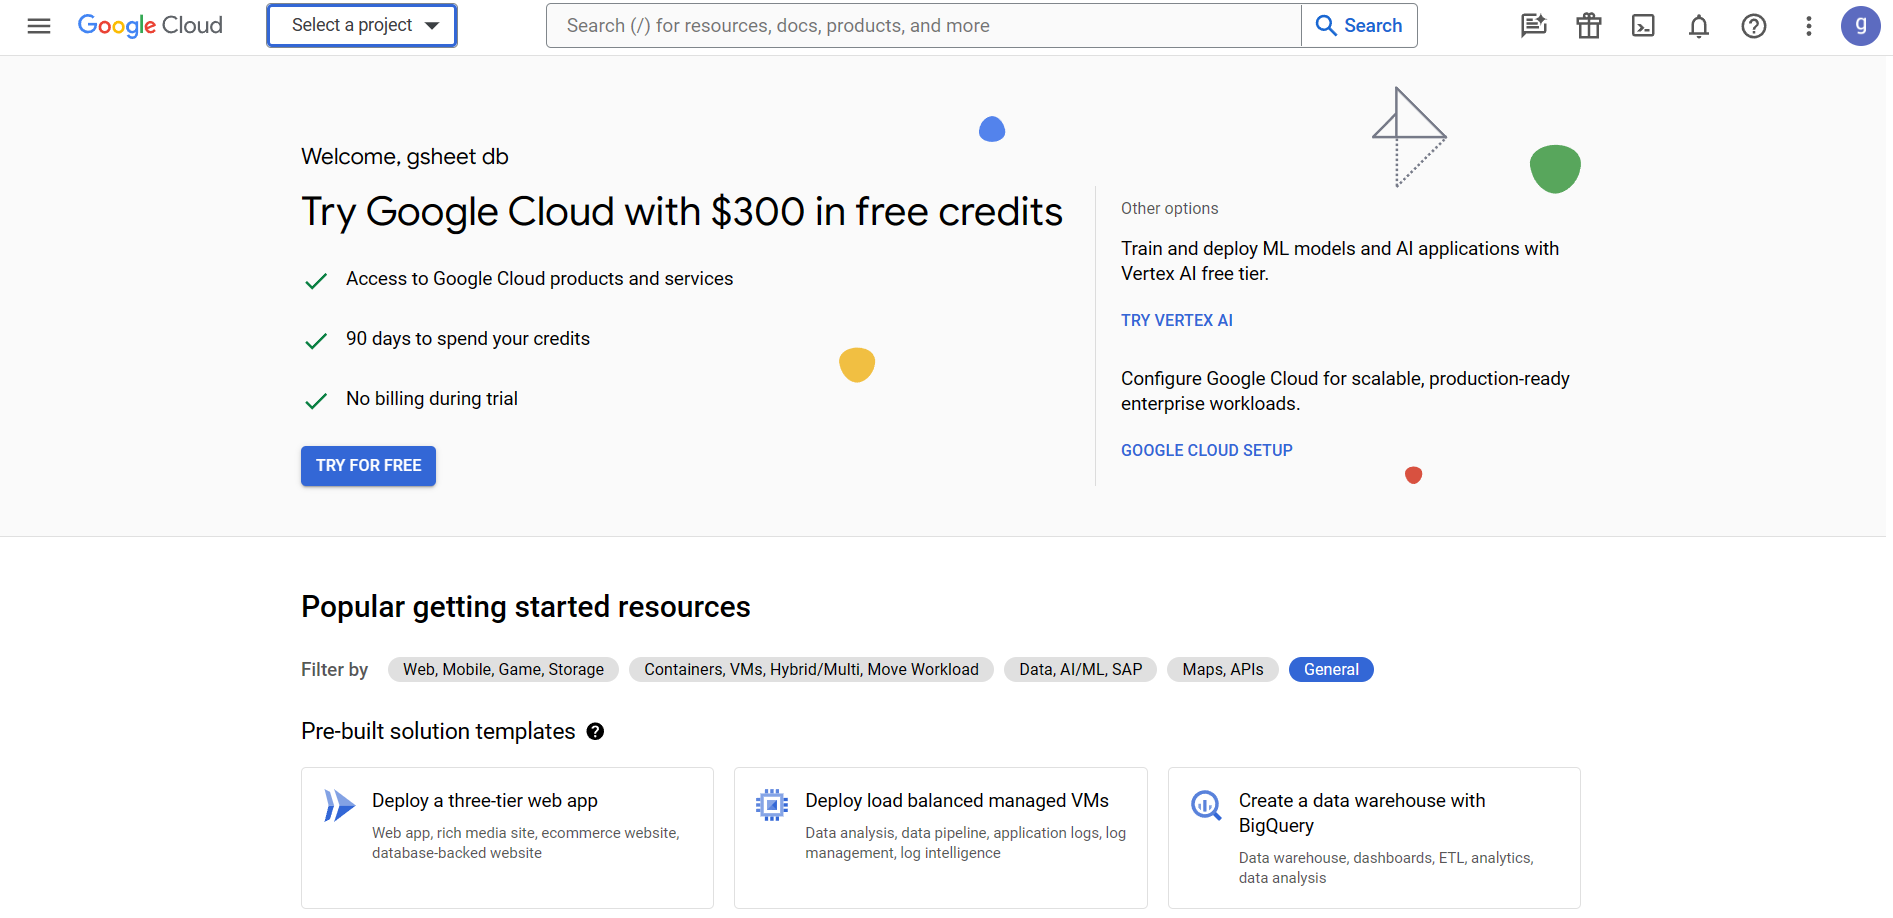 Google Cloud
Select a project
Search (/) for resources, docs, products, and more
Search
g
Welcome, gsheet db
Try Google Cloud with $300 in free credits
Access to Google Cloud products and services
90 days to spend your credits
No billing during trial
TRY FOR FREE
Other options
Train and deploy ML models and AI applications with
Vertex AI free tier.
TRY VERTEX AI
Configure Google Cloud for scalable, production-ready
enterprise workloads.
GOOGLE CLOUD SETUP
Popular getting started resources
Filter by
Web, Mobile, Game, Storage
Containers, VMs, Hybrid/Multi, Move Workload
Data, AI/ML, SAP
Maps, APIs
General
Pre-built solution templates
Deploy a three-tier web app
Web app, rich media site, ecommerce website,
database-backed website
Deploy load balanced managed VMs
Data analysis, data pipeline, application logs, log
management, log intelligence
Create a data warehouse with
BigQuery
Data warehouse, dashboards, ETL, analytics,
data analysis